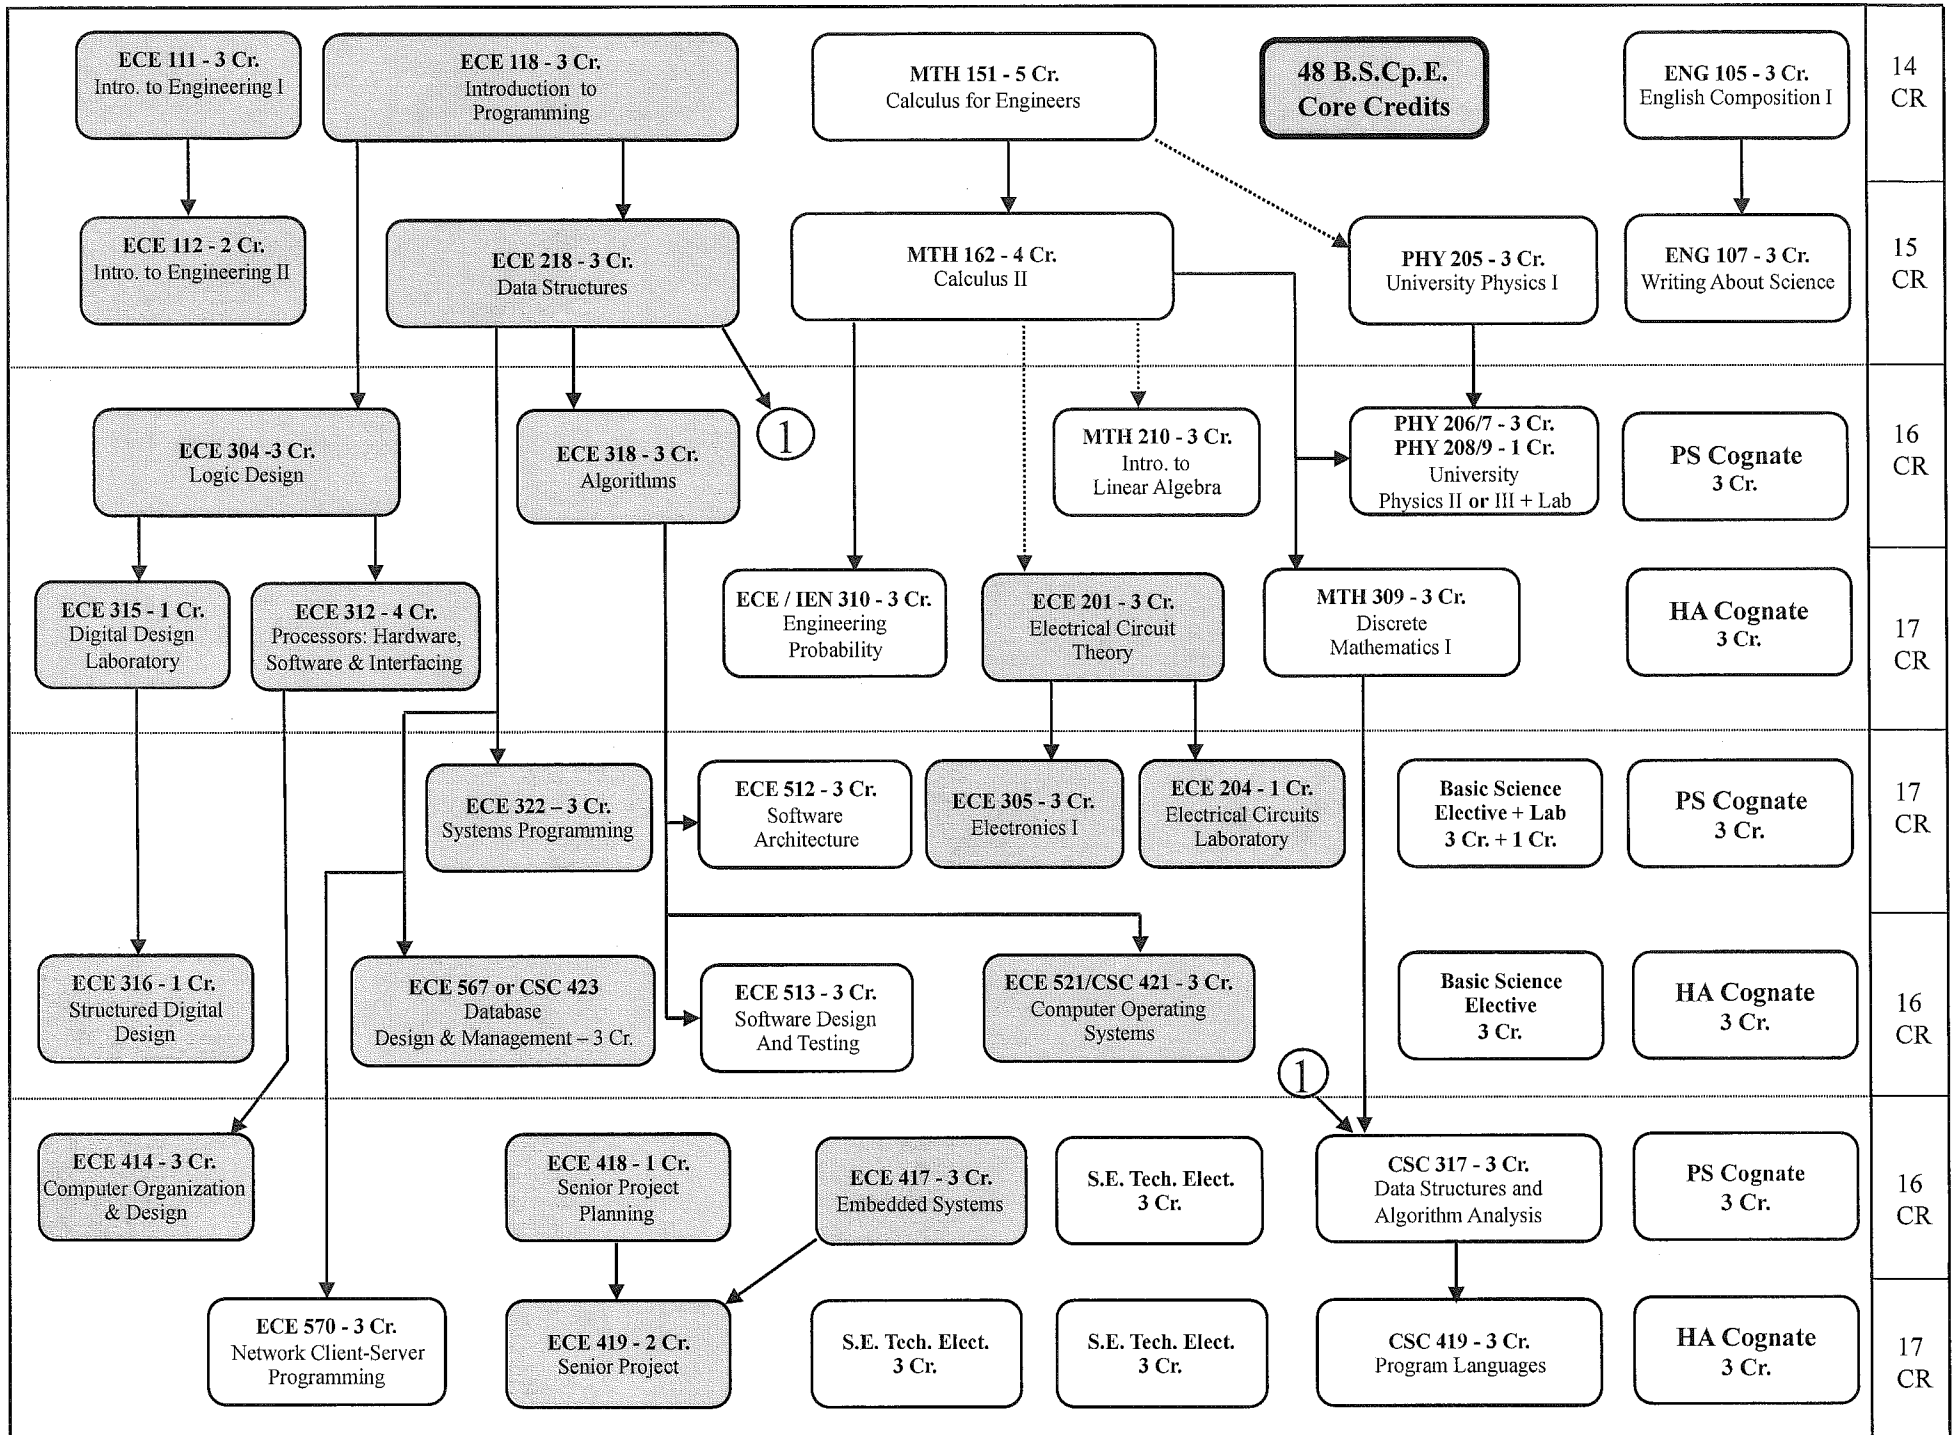 ECE 111 - 3 Cr.
Intro. to Engineering I
ECE 118 - 3 Cr.
Introduction to
Programming
MTH 151 - 5 Cr.
Calculus for Engineers
48 B.S.Cp.E.
Core Credits
ENG 105 - 3 Cr.
English Composition I
14
CR
ECE 112 - 2 Cr.
Intro. to Engineering II
ECE 218 - 3 Cr.
Data Structures
MTH 162 - 4 Cr.
Calculus II
PHY 205 - 3 Cr.
University Physics I
ENG 107 - 3 Cr.
Writing About Science
15
CR
ECE 304 -3 Cr.
Logic Design
ECE 318 - 3 Cr.
Algorithms
1
MTH 210 - 3 Cr.
Intro. to
Linear Algebra
PHY 206/7 - 3 Cr.
PHY 208/9 - 1 Cr.
University
Physics II or III + Lab
PS Cognate
3 Cr.
16
CR
ECE 315 - 1 Cr.
Digital Design
Laboratory
ECE 312 - 4 Cr.
Processors: Hardware,
Software & Interfacing
ECE / IEN 310 - 3 Cr.
Engineering
Probability
ECE 201 - 3 Cr.
Electrical Circuit
Theory
MTH 309 - 3 Cr.
Discrete
Mathematics I
HA Cognate
3 Cr.
17
CR
ECE 322 – 3 Cr.
Systems Programming
ECE 512 - 3 Cr.
Software
Architecture
ECE 305 - 3 Cr.
Electronics I
ECE 204 - 1 Cr.
Electrical Circuits
Laboratory
Basic Science
Elective + Lab
3 Cr. + 1 Cr.
PS Cognate
3 Cr.
17
CR
ECE 316 - 1 Cr.
Structured Digital
Design
ECE 567 or CSC 423
Database
Design & Management – 3 Cr.
ECE 513 - 3 Cr.
Software Design
And Testing
ECE 521/CSC 421 - 3 Cr.
Computer Operating
Systems
Basic Science
Elective
3 Cr.
HA Cognate
3 Cr.
16
CR
1
ECE 414 - 3 Cr.
Computer Organization
& Design
ECE 418 - 1 Cr.
Senior Project
Planning
ECE 417 - 3 Cr.
Embedded Systems
S.E. Tech. Elect.
3 Cr.
CSC 317 - 3 Cr.
Data Structures and
Algorithm Analysis
PS Cognate
3 Cr.
16
CR
ECE 570 - 3 Cr.
Network Client-Server
Programming
ECE 419 - 2 Cr.
Senior Project
S.E. Tech. Elect.
3 Cr.
S.E. Tech. Elect.
3 Cr.
CSC 419 - 3 Cr.
Program Languages
HA Cognate
3 Cr.
17
CR